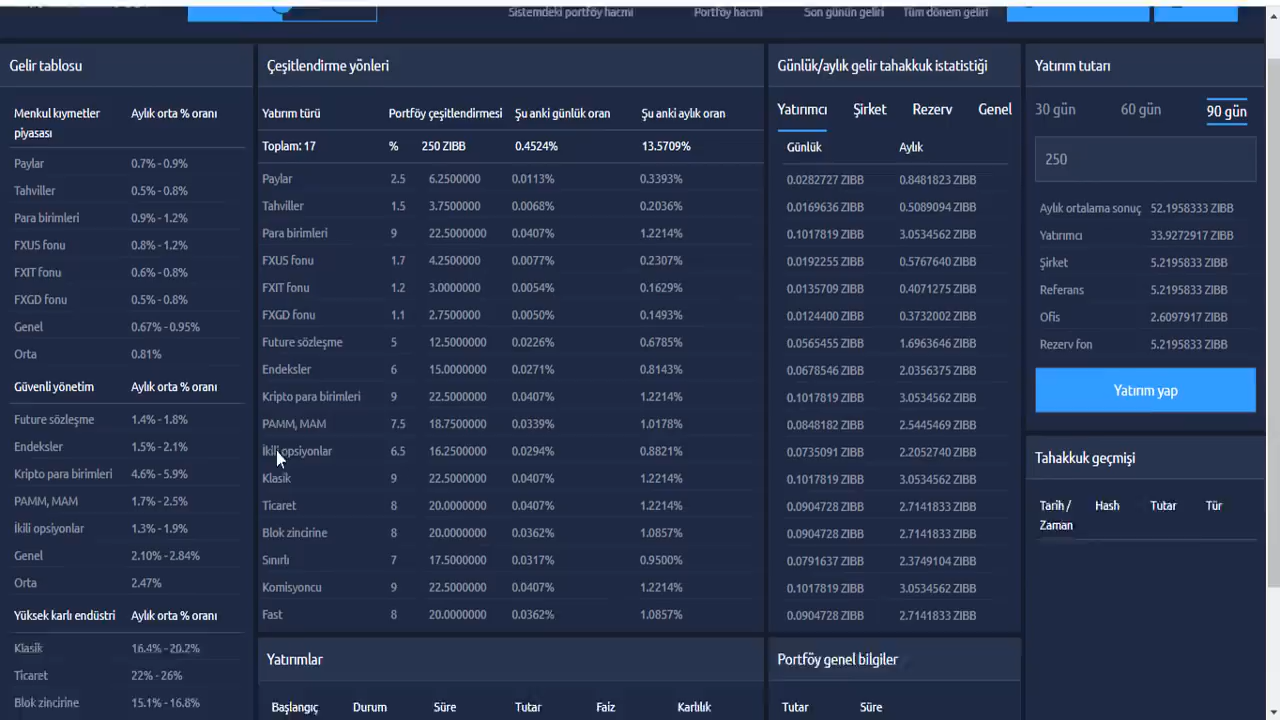 Sistemdeki portföy hacmi Portföy hacmi Son günün geliri Tüm dönem geliri
Gelir tablosu
Menkul kıymetler piyasası Aylık orta % oranı
Paylar 0.7% - 0.9%
Tahviller 0.5% - 0.8%
Para birimleri 0.9% - 1.2%
FXUS fonu 0.8% - 1.2%
FXIT fonu 0.6% - 0.8%
FXGD fonu 0.5% - 0.8%
Genel 0.67% - 0.95%
Orta 0.81%
Güvenli yönetim Aylık orta % oranı
Future sözleşme 1.4% - 1.8%
Endeksler 1.5% - 2.1%
Kripto para birimleri 4.6% - 5.9%
PAMM, MAM 1.7% - 2.5%
İkili opsiyonlar 1.3% - 1.9%
Genel 2.10% - 2.84%
Orta 2.47%
Yüksek karlı endüstri Aylık orta % oranı
Klasik 16.4% - 20.2%
Ticaret 22% - 26%
Blok zincirine 15.1% - 16.8%
Çeşitlendirme yönleri
Yatırım türü Portföy çeşitlendirmesi Şu anki günlük oran Şu anki aylık oran
Toplam: 17 % 250 ZIBB 0.4524% 13.5709%
Paylar 2.5 6.2500000 0.0113% 0.3393%
Tahviller 1.5 3.7500000 0.0068% 0.2036%
Para birimleri 9 22.5000000 0.0407% 1.2214%
FXUS fonu 1.7 4.2500000 0.0077% 0.2307%
FXIT fonu 1.2 3.0000000 0.0054% 0.1629%
FXGD fonu 1.1 2.7500000 0.0050% 0.1493%
Future sözleşme 5 12.5000000 0.0226% 0.6785%
Endeksler 6 15.0000000 0.0271% 0.8143%
Kripto para birimleri 9 22.5000000 0.0407% 1.2214%
PAMM, MAM 7.5 18.7500000 0.0339% 1.0178%
İkili opsiyonlar 6.5 16.2500000 0.0294% 0.8821%
Klasik 9 22.5000000 0.0407% 1.2214%
Ticaret 8 20.0000000 0.0407% 1.2214%
Blok zincirine 8 20.0000000 0.0362% 1.0857%
Sınırlı 7 17.5000000 0.0317% 0.9500%
Komisyoncu 9 22.5000000 0.0407% 1.2214%
Fast 8 20.0000000 0.0362% 1.0857%
Yatırımlar
Başlangıç Durum Süre Tutar Faiz Karlılık
Günlük/aylık gelir tahakkuk istatistiği
Yatırımcı Şirket Rezerv Genel
Günlük Aylık
0.0282727 ZIBB 0.8481823 ZIBB
0.0169636 ZIBB 0.5089094 ZIBB
0.1017819 ZIBB 3.0534562 ZIBB
0.0192255 ZIBB 0.5767640 ZIBB
0.0135709 ZIBB 0.4071275 ZIBB
0.0124400 ZIBB 0.3732002 ZIBB
0.0565455 ZIBB 1.6963646 ZIBB
0.0678546 ZIBB 2.0356375 ZIBB
0.1017819 ZIBB 3.0534562 ZIBB
0.0848182 ZIBB 2.5445469 ZIBB
0.0735091 ZIBB 2.2052740 ZIBB
0.1017819 ZIBB 3.0534562 ZIBB
0.0904728 ZIBB 2.7141833 ZIBB
0.0904728 ZIBB 2.7141833 ZIBB
0.0791637 ZIBB 2.3749104 ZIBB
0.1017819 ZIBB 3.0534562 ZIBB
0.0904728 ZIBB 2.7141833 ZIBB
Portföy genel bilgiler
Tutar Süre
Yatırım tutarı
30 gün 60 gün 90 gün
250
Aylık ortalama sonuç 52.1958333 ZIBB
Yatırımcı 33.9272917 ZIBB
Şirket 5.2195833 ZIBB
Referans 5.2195833 ZIBB
Ofis 2.6097917 ZIBB
Rezerv fon 5.2195833 ZIBB
Yatırım yap
Tahakkuk geçmişi
Tarih / Zaman Hash Tutar Tür